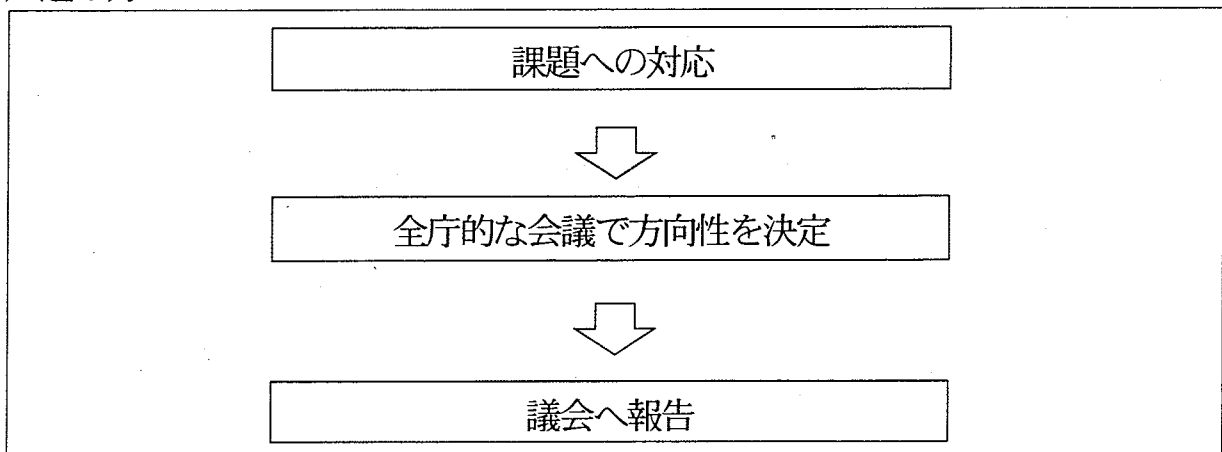 課題への対応
全庁的な会議で方向性を決定
議会へ報告